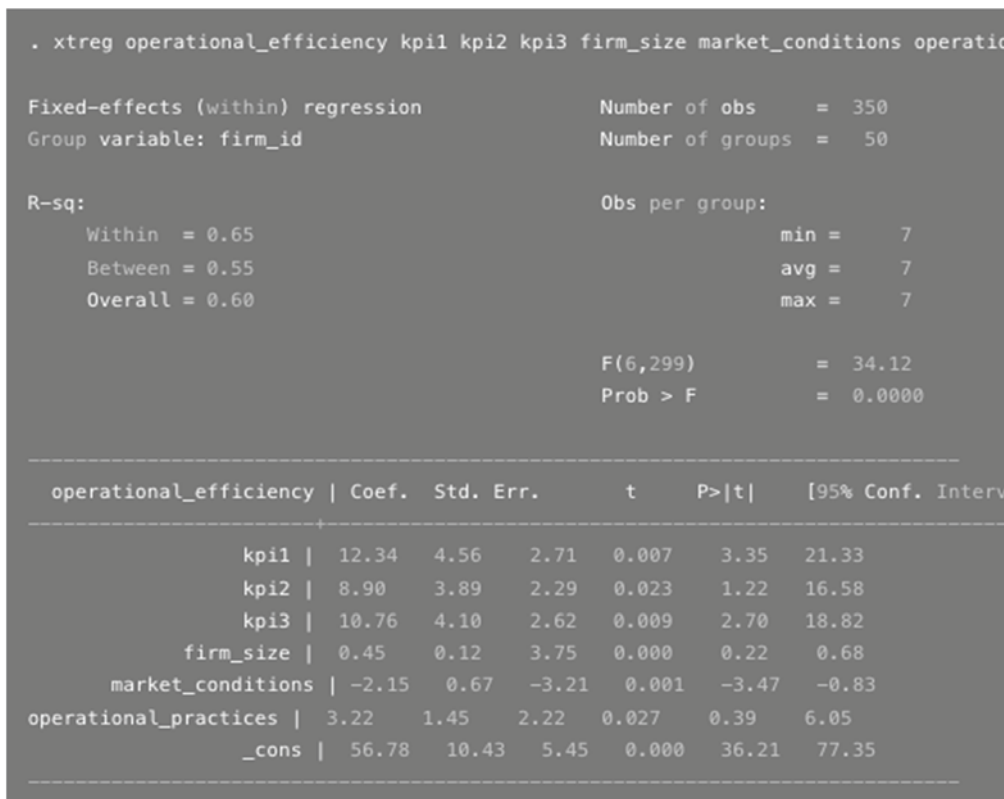 . xtreg operational_efficiency kpi1 kpi2 kpi3 firm_size market_conditions
Fixed-effects (within) regression Number of obs = 350
Group variable: firm_id Number of groups = 50
R-sq: Obs per group:
Within = 0.65 min = 7
Between = 0.55 avg = 7
Overall = 0.60 max = 7
F(6,299) = 34.12
Prob > F = 0.0000
operational_efficiency | Coef. Std. Err. t P>|t| [95% Conf.
kpi1 | 12.34 4.56 2.71 0.007 3.35 21.33
kpi2 | 8.90 3.89 2.29 0.023 1.22 16.58
kpi3 | 10.76 4.10 2.62 0.009 2.70 18.82
firm_size | 0.45 0.12 3.75 0.000 0.22 0.68
market_conditions | -2.15 0.67 -3.21 0.001 -3.47 -0.83
operational_practices | 3.22 1.45 2.22 0.027 0.39 6.05
_cons | 56.78 10.43 5.45 0.000 36.21 77.35